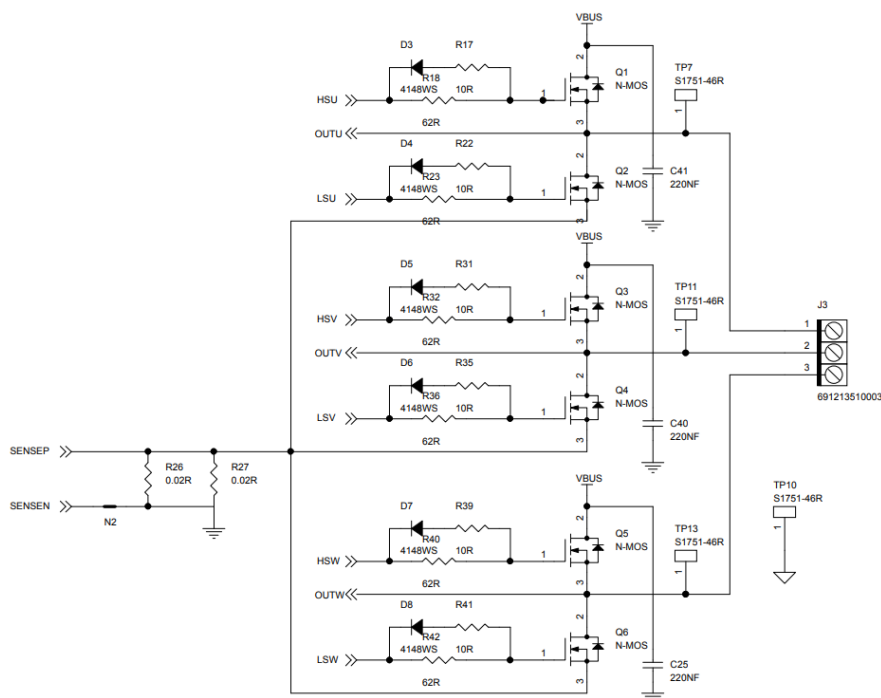 VBUS
D3 R17
2
Q1
N-MOS
TP7
S1751-46R
R18
4148WS 10R
1
1
HSU
62R
3
OUTU
D4 R22
2
Q2
N-MOS
C41
220NF
R23
4148WS 10R
1
LSU
62R
3
VBUS
D5 R31
2
Q3
N-MOS
TP11
S1751-46R
R32
4148WS 10R
1
1
HSV
62R
3
OUTV
J3
1
2
3
691213510003
D6 R35
2
Q4
N-MOS
R36
4148WS 10R
1
LSV
62R
3
C40
220NF
SENSEP
R26
0.02R
R27
0.02R
SENSEN
N2
VBUS
TP10
S1751-46R
1
D7 R39
2
Q5
N-MOS
TP13
S1751-46R
R40
4148WS 10R
1
1
HSW
62R
3
OUTW
D8 R41
2
Q6
N-MOS
R42
4148WS 10R
1
LSW
62R
3
C25
220NF